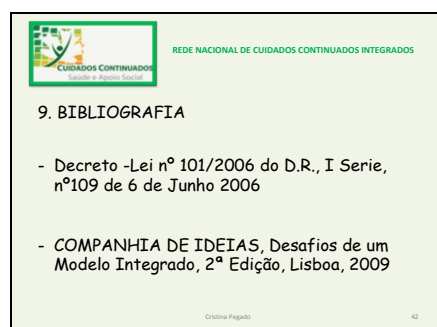 CUIDADOS CONTINUADOS
Saúde e Apoio Social
REDE NACIONAL DE CUIDADOS CONTINUADOS INTEGRADOS
9. BIBLIOGRAFIA
- Decreto -Lei nº 101/2006 do D.R., I Serie,
nº109 de 6 de Junho 2006
- COMPANHIA DE IDEIAS, Desafios de um
Modelo Integrado, 2ª Edição, Lisboa, 2009
Cristina Pegado
42